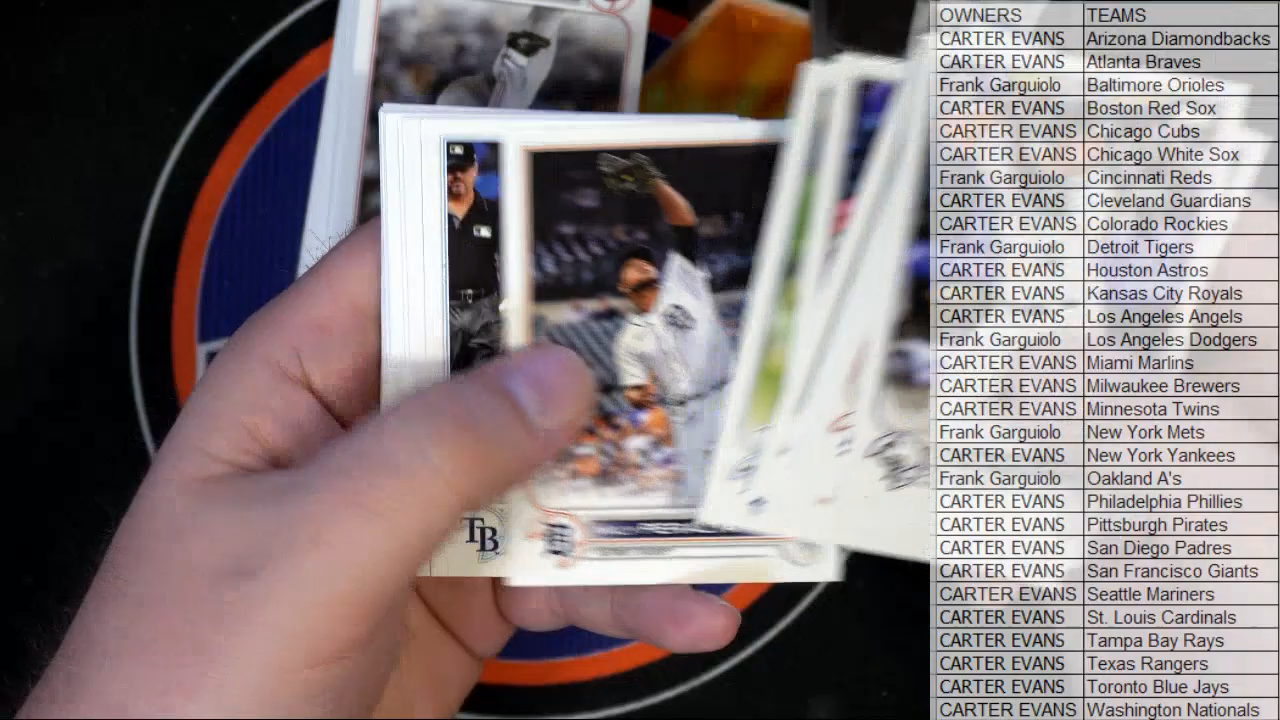 OWNERS TEAMS
CARTER EVANS Arizona Diamondbacks
CARTER EVANS Atlanta Braves
Frank Garguiolo Baltimore Orioles
CARTER EVANS Boston Red Sox
CARTER EVANS Chicago Cubs
CARTER EVANS Chicago White Sox
Frank Garguiolo Cincinnati Reds
CARTER EVANS Cleveland Guardians
CARTER EVANS Colorado Rockies
Frank Garguiolo Detroit Tigers
CARTER EVANS Houston Astros
CARTER EVANS Kansas City Royals
CARTER EVANS Los Angeles Angels
Frank Garguiolo Los Angeles Dodgers
CARTER EVANS Miami Marlins
CARTER EVANS Milwaukee Brewers
CARTER EVANS Minnesota Twins
Frank Garguiolo New York Mets
CARTER EVANS New York Yankees
Frank Garguiolo Oakland A's
CARTER EVANS Philadelphia Phillies
CARTER EVANS Pittsburgh Pirates
CARTER EVANS San Diego Padres
CARTER EVANS San Francisco Giants
CARTER EVANS Seattle Mariners
CARTER EVANS St. Louis Cardinals
CARTER EVANS Tampa Bay Rays
CARTER EVANS Texas Rangers
CARTER EVANS Toronto Blue Jays
CARTER EVANS Washington Nationals
TB